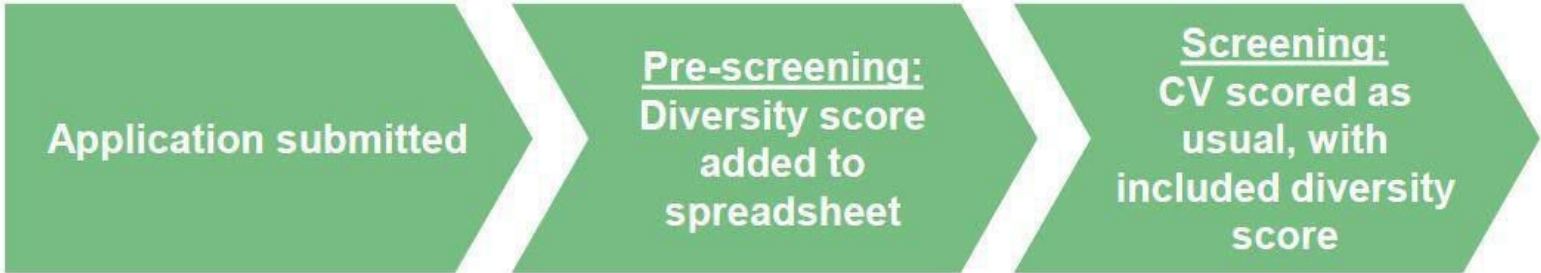 Application submitted
Pre-screening:
Diversity score
added to
spreadsheet
Screening:
CV scored as
usual, with
included diversity
score